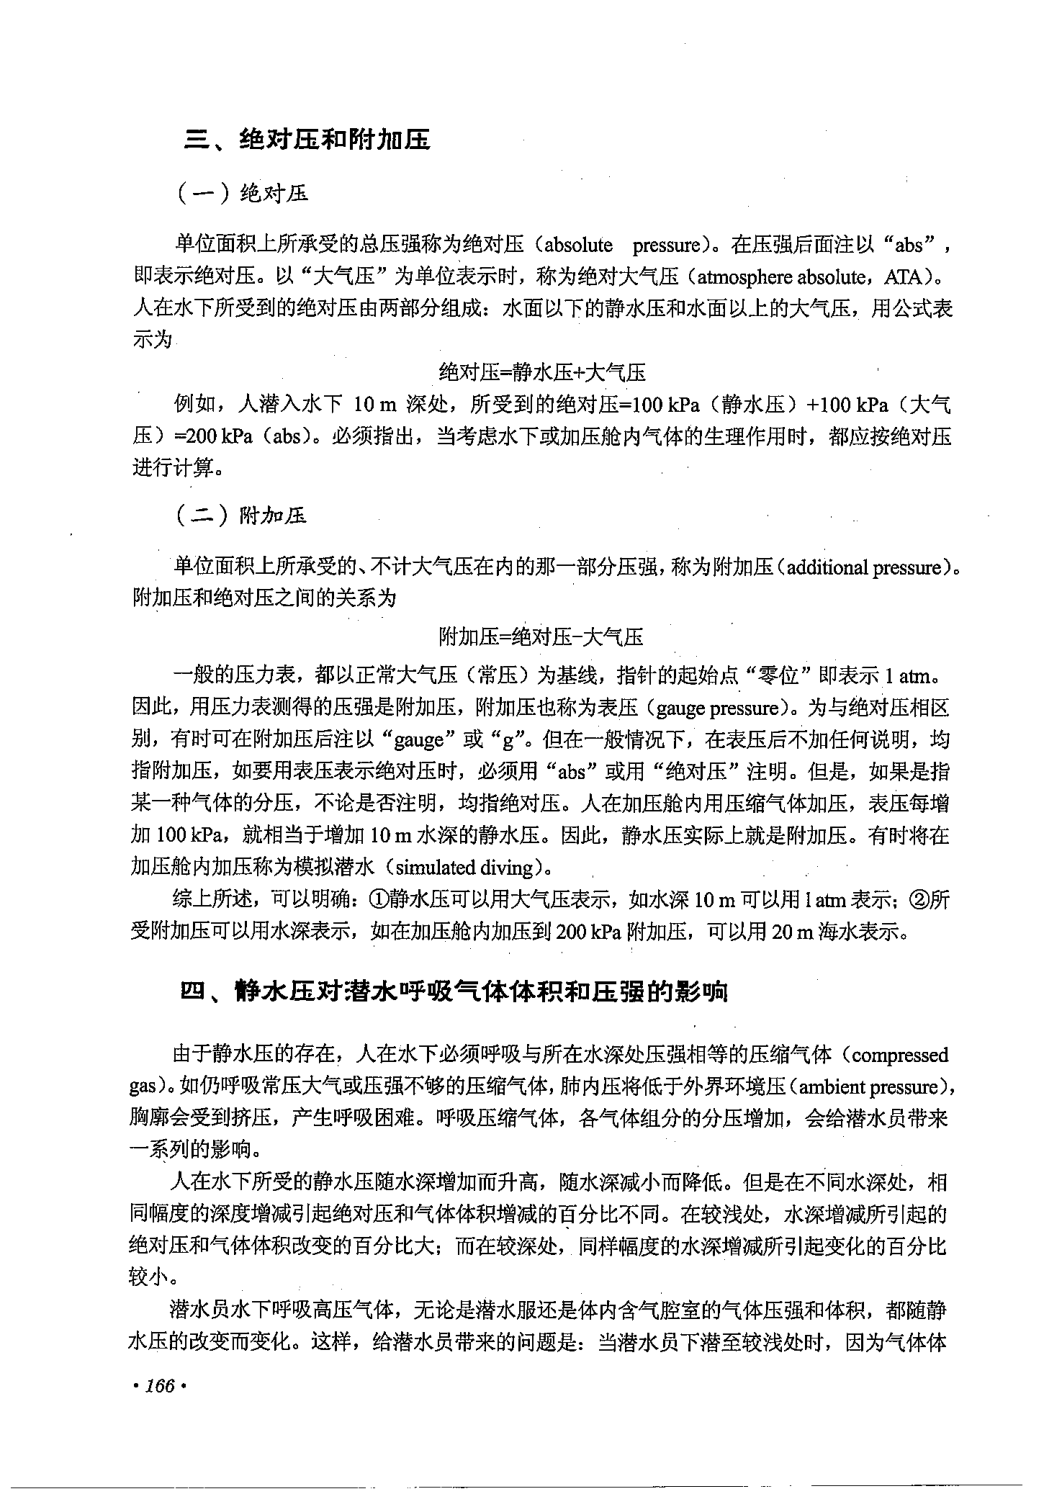 三、绝对压和附加压
（一）绝对压
单位面积上所承受的总压强称为绝对压（absolute pressure）。在压强后面注以“abs”，
即表示绝对压。以“大气压”为单位表示时，称为绝对大气压（atmosphere absolute，ATA）。
人在水下所受到的绝对压由两部分组成：水面以下的静水压和水面以上的大气压，用公式表
示为
绝对压=静水压+大气压
例如，人潜入水下 10 m 深处，所受到的绝对压=100 kPa（静水压）+100 kPa（大气
压）=200 kPa（abs）。必须指出，当考虑水下或加压舱内气体的生理作用时，都应按绝对压
进行计算。
（二）附加压
单位面积上所承受的、不计大气压在内的那一部分压强，称为附加压（additional pressure）。
附加压和绝对压之间的关系为
附加压=绝对压-大气压
一般的压力表，都以正常大气压（常压）为基线，指针的起始点“零位”即表示 1 atm。
因此，用压力表测得的压强是附加压，附加压也称为表压（gauge pressure）。为与绝对压相区
别，有时可在附加压后注以“gauge”或“g”。但在一般情况下，在表压后不加任何说明，均
指附加压，如要用表压表示绝对压时，必须用“abs”或用“绝对压”注明。但是，如果是指
某一种气体的分压，不论是否注明，均指绝对压。人在加压舱内用压缩气体加压，表压每增
加 100 kPa，就相当于增加 10 m 水深的静水压。因此，静水压实际上就是附加压。有时将在
加压舱内加压称为模拟潜水（simulated diving）。
综上所述，可以明确：①静水压可以用大气压表示，如水深 10 m 可以用 1 atm 表示；②所
受附加压可以用水深表示，如在加压舱内加压到 200 kPa 附加压，可以用 20 m 海水表示。
四、静水压对潜水呼吸气体体积和压强的影响
由于静水压的存在，人在水下必须呼吸与所在水深处压强相等的压缩气体（compressed
gas）。如仍呼吸常压大气或压强不够的压缩气体，肺内压将低于外界环境压（ambient pressure），
胸廓会受到挤压，产生呼吸困难。呼吸压缩气体，各气体组分的分压增加，会给潜水员带来
一系列的影响。
人在水下所受的静水压随水深增加而升高，随水深减小而降低。但是在不同水深处，相
同幅度的深度增减引起绝对压和气体体积增减的百分比不同。在较浅处，水深增减所引起的
绝对压和气体体积改变的百分比大；而在较深处，同样幅度的水深增减所引起变化的百分比
较小。
潜水员水下呼吸高压气体，无论是潜水服还是体内含气腔室的气体压强和体积，都随静
水压的改变而变化。这样，给潜水员带来的问题是：当潜水员下潜至较浅处时，因为气体体
·166·